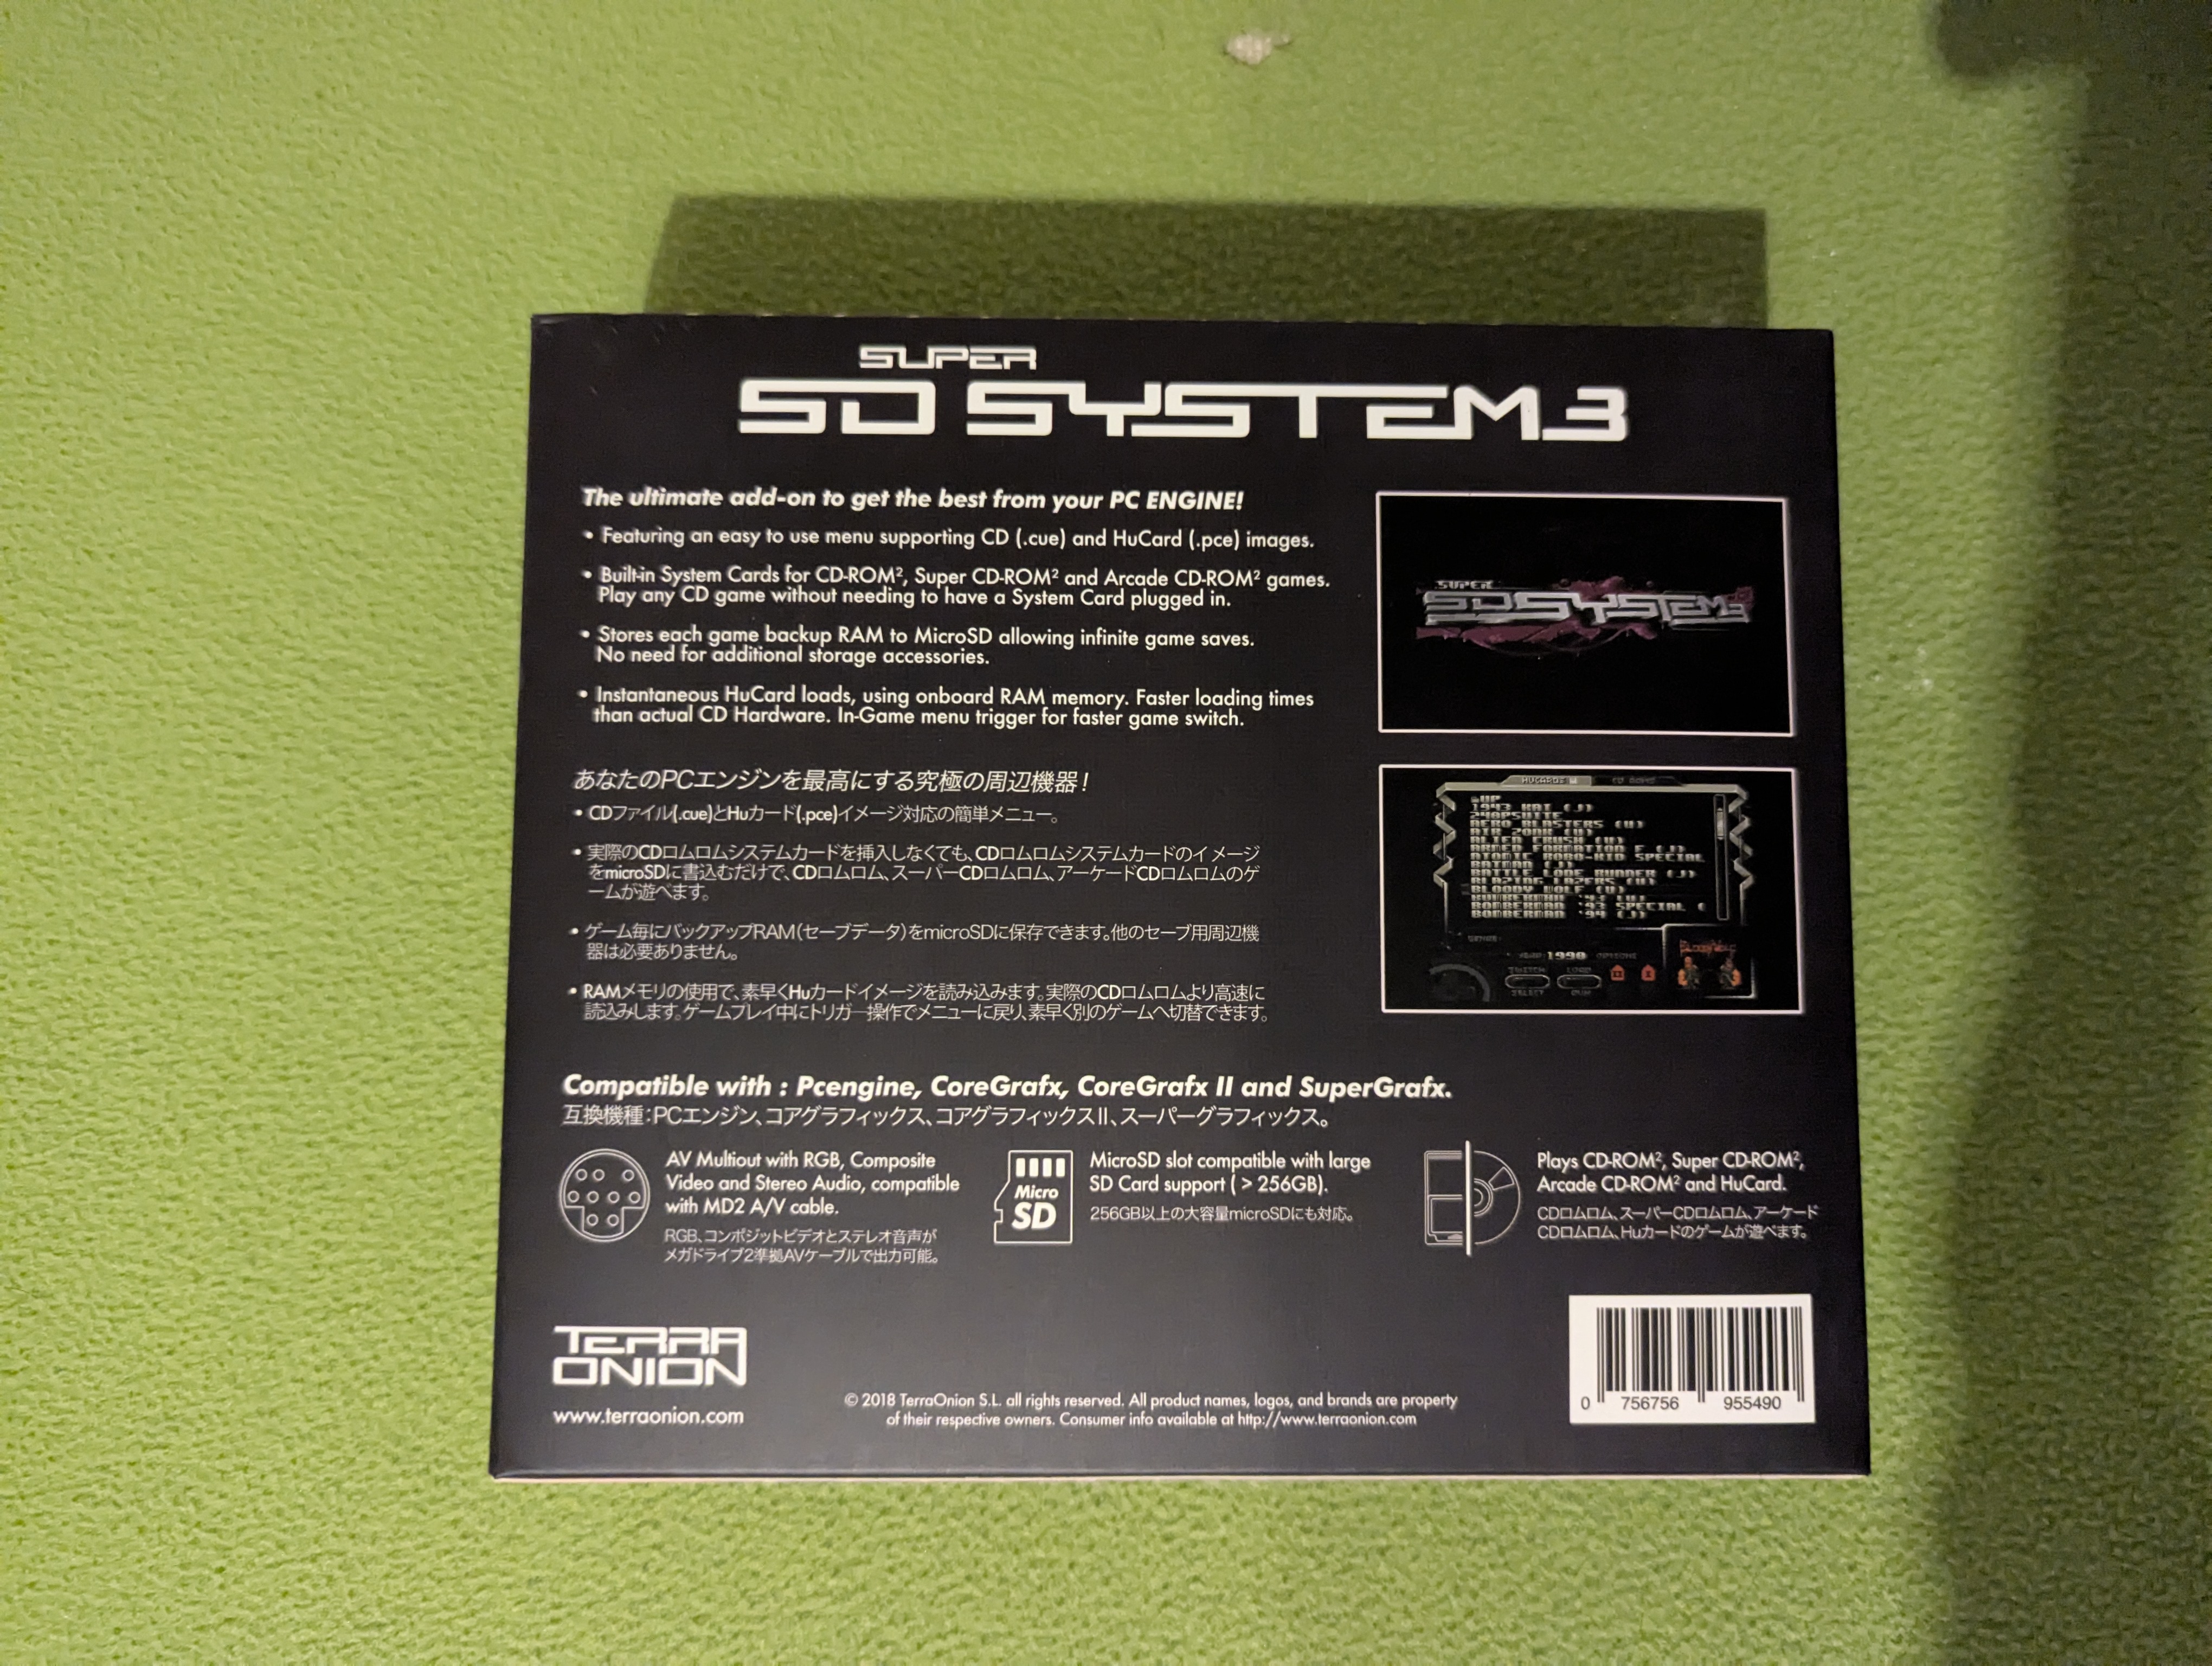 SUPER
SD SYSTEM3
The ultimate add-on to get the best from your PC ENGINE!
• Featuring an easy to use menu supporting CD (.cue) and HuCard (.pce) images.
• Built-in System Cards for CD-ROM², Super CD-ROM² and Arcade CD-ROM² games.
Play any CD game without needing to have a System Card plugged in.
• Stores each game backup RAM to MicroSD allowing infinite game saves.
No need for additional storage accessories.
• Instantaneous HuCard loads, using onboard RAM memory. Faster loading times
than actual CD Hardware. In-Game menu trigger for faster game switch.
SUPER
SD SYSTEM3
あなたのPCエンジンを最高にする究極の周辺機器！
• CDファイル(.cue)とHuカード(.pce)イメージ対応の簡単メニュー。
• 実際のCDロムロムシステムカードを挿入しなくても、CDロムロムシステムカードのイメージ
をmicroSDに書込むだけで、CDロムロム、スーパーCDロムロム、アーケードCDロムロムのゲ
ームが遊べます。
• ゲーム毎にバックアップRAM（セーブデータ）をmicroSDに保存できます。他のセーブ用周辺機
器は必要ありません。
• RAMメモリの使用で、素早くHuカードイメージを読み込みます。実際のCDロムロムより高速に
読込みします。ゲームプレイ中にトリガー操作でメニューに戻り、素早く別のゲームへ切替できます。
HUCARDS
1943 KAI (J)
240PSUITE
AERO BLASTERS (U)
AIR ZONK (U)
ALIEN CRUSH (U)
ATOMIC ROBO-KID SPECIAL
BATMAN (J)
BLAZING LAZERS (U)
BLOODY WOLF (U)
BOMBERMAN '93 SPECIAL (
BOMBERMAN '94 (J)
1990
SELECT
RUN
Compatible with : Pcengine, CoreGrafx, CoreGrafx II and SuperGrafx.
互換機種：PCエンジン、コアグラフィックス、コアグラフィックスII、スーパーグラフィックス。
AV Multiout with RGB, Composite
Video and Stereo Audio, compatible
with MD2 A/V cable.
RGB、コンポジットビデオとステレオ音声が
メガドライブ2準拠AVケーブルで出力可能。
Micro
SD
MicroSD slot compatible with large
SD Card support ( > 256GB).
256GB以上の大容量microSDにも対応。
Plays CD-ROM², Super CD-ROM²,
Arcade CD-ROM² and HuCard.
CDロムロム、スーパーCDロムロム、アーケード
CDロムロム、Huカードのゲームが遊べます。
TERRA
ONION
www.terraonion.com
© 2018 TerraOnion S.L. all rights reserved. All product names, logos, and brands are property
of their respective owners. Consumer info available at http://www.terraonion.com
0 756756 955490